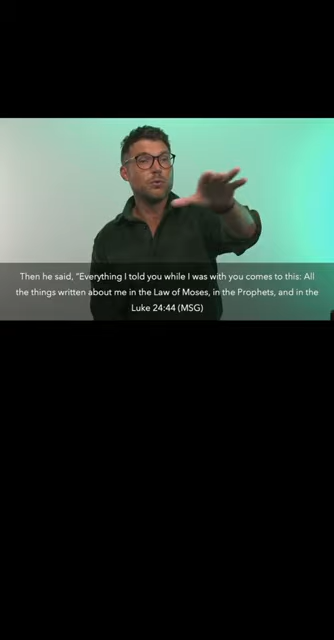 Then he said, "Everything I told you while I was with you comes to this: All
the things written about me in the Law of Moses, in the Prophets, and in the
Luke 24:44 (MSG)